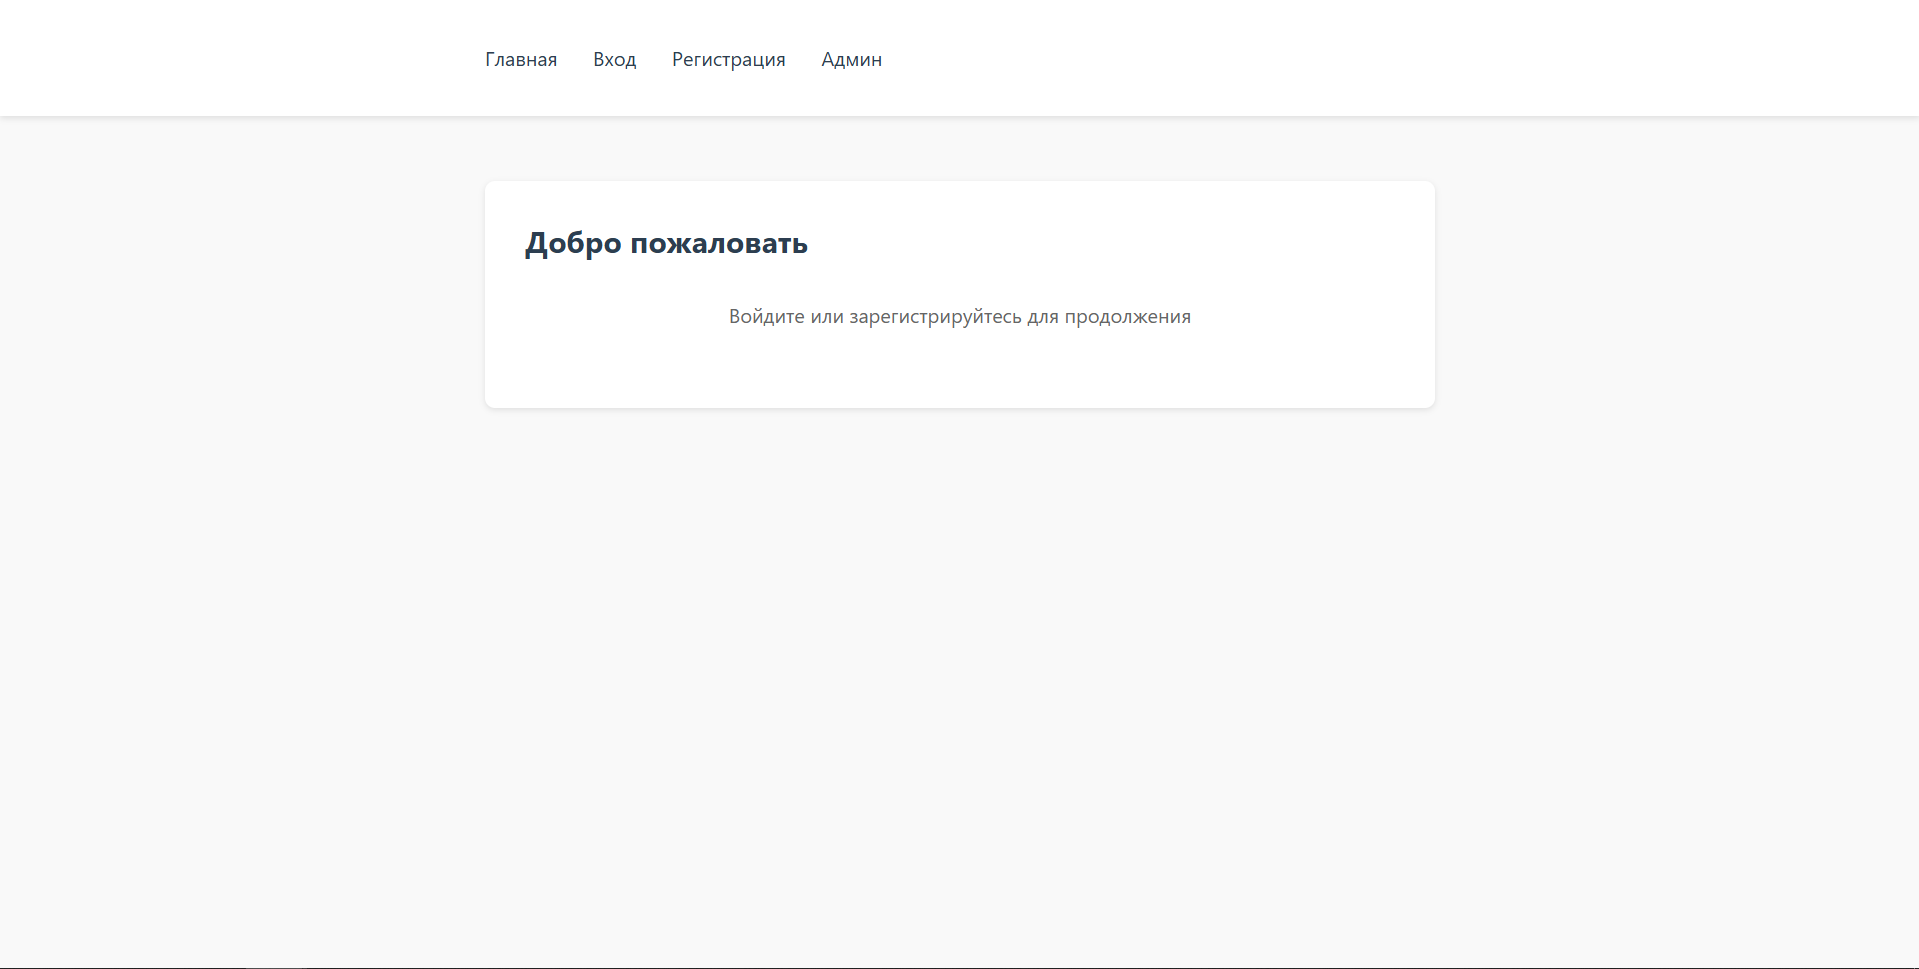 Главная Вход Регистрация Админ
Добро пожаловать
Войдите или зарегистрируйтесь для продолжения